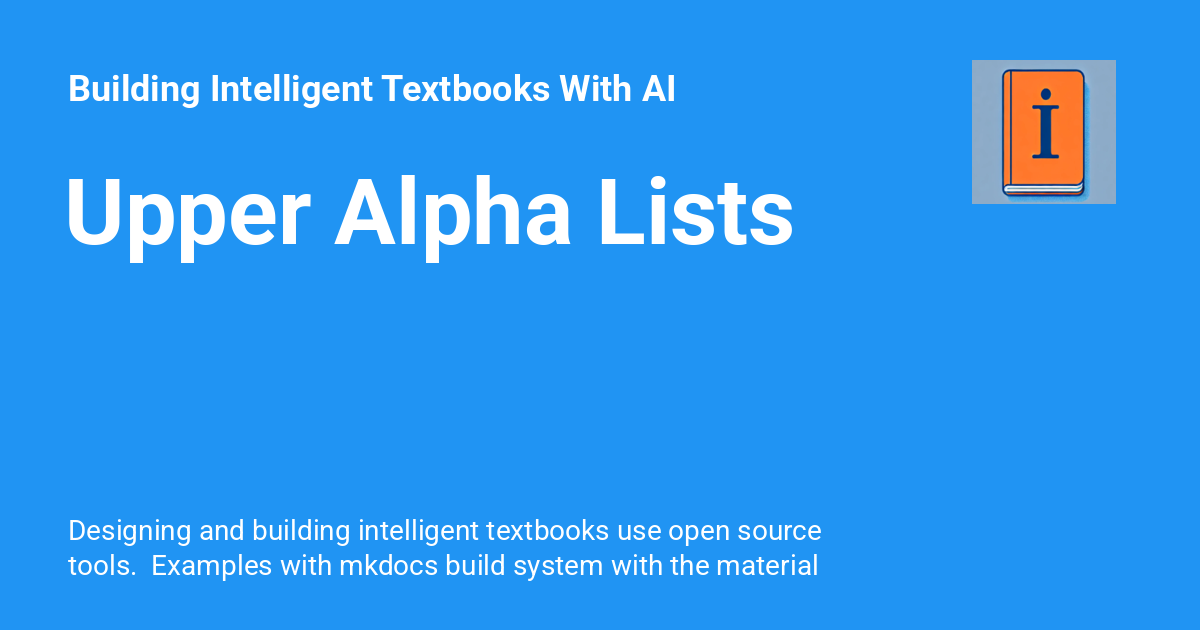 Building Intelligent Textbooks With AI
i
Upper Alpha Lists
Designing and building intelligent textbooks use open source
tools.  Examples with mkdocs build system with the material